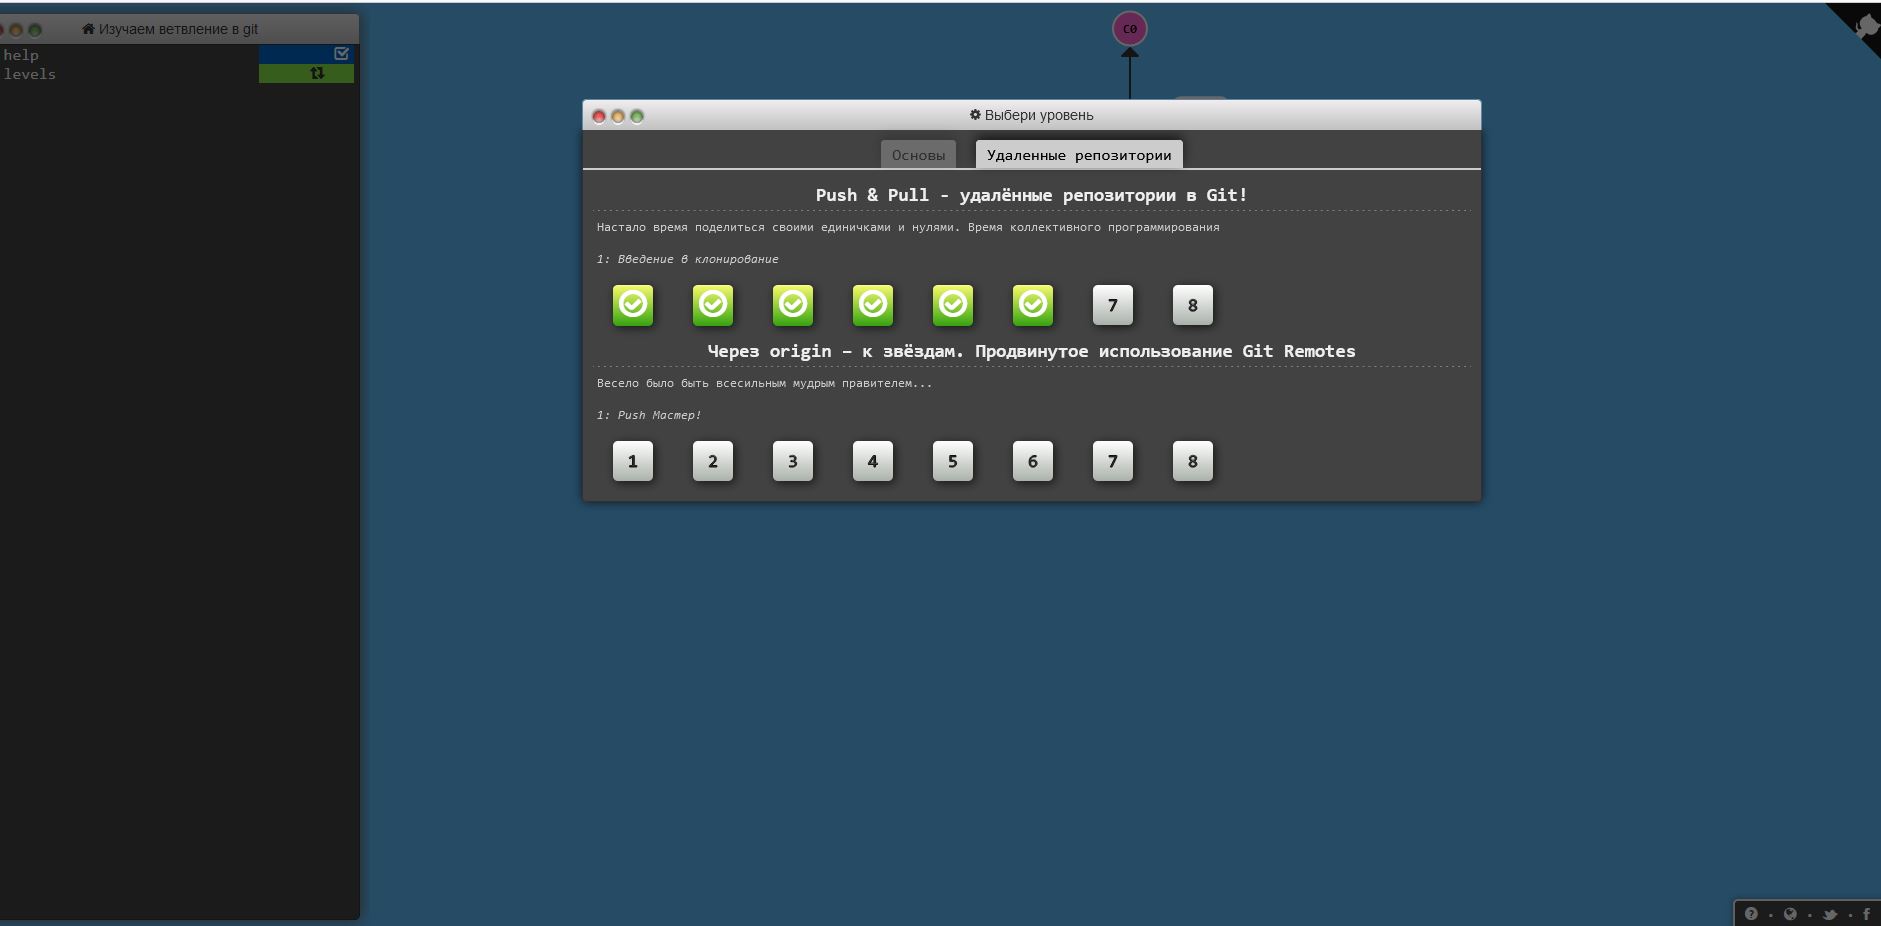 Изучаем ветвление в git
help
levels
C0
Выбери уровень
Основы
Удаленные репозитории
Push & Pull - удалённые репозитории в Git!
Настало время поделиться своими единичками и нулями. Время коллективного программирования
1: Введение в клонирование
7 8
Через origin – к звёздам. Продвинутое использование Git Remotes
Весело было быть всесильным мудрым правителем...
1: Push Мастер!
1 2 3 4 5 6 7 8